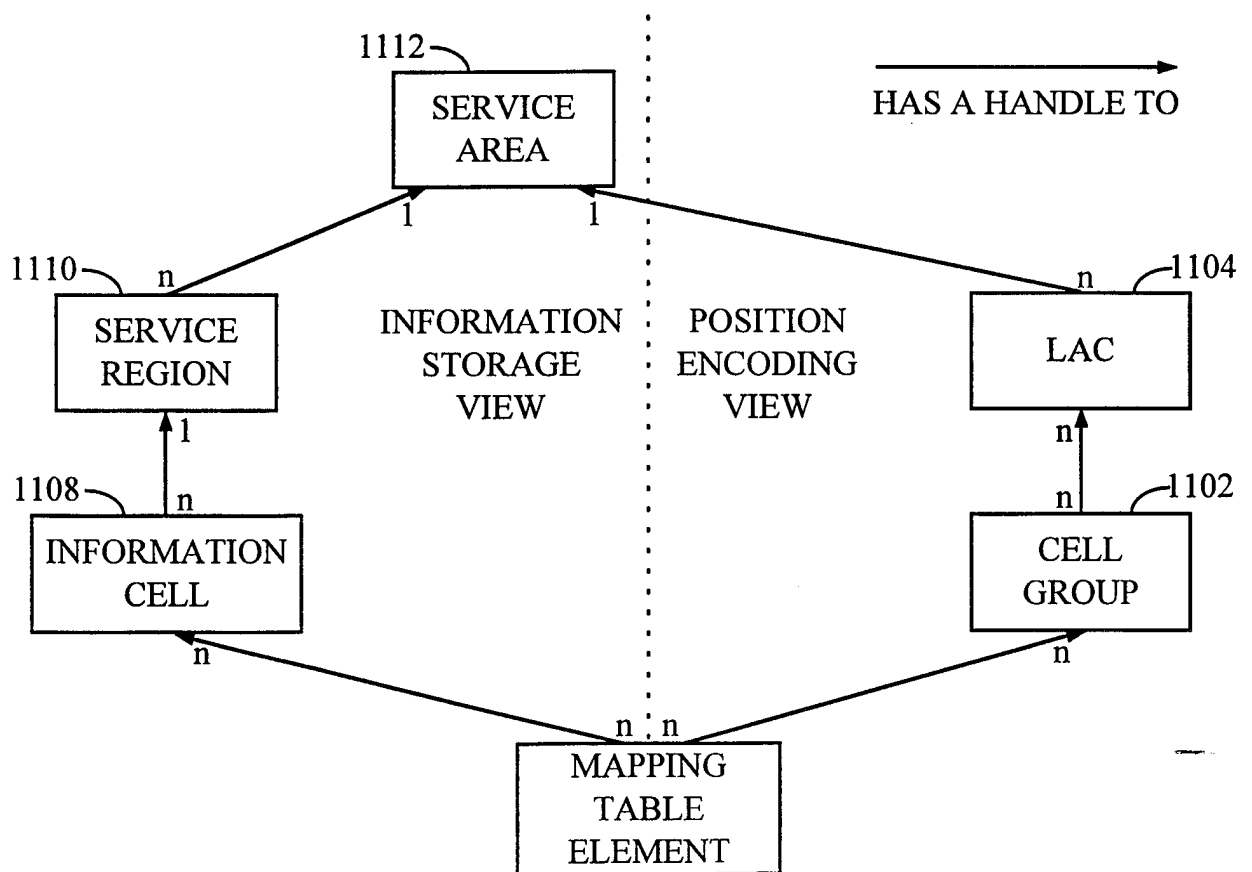 1112
SERVICE
AREA
HAS A HANDLE TO
1
1
1110
n
n
1104
SERVICE
REGION
INFORMATION
STORAGE
VIEW
POSITION
ENCODING
VIEW
LAC
1
n
1108
n
n
1102
INFORMATION
CELL
CELL
GROUP
n
n
n
n
MAPPING
TABLE
ELEMENT